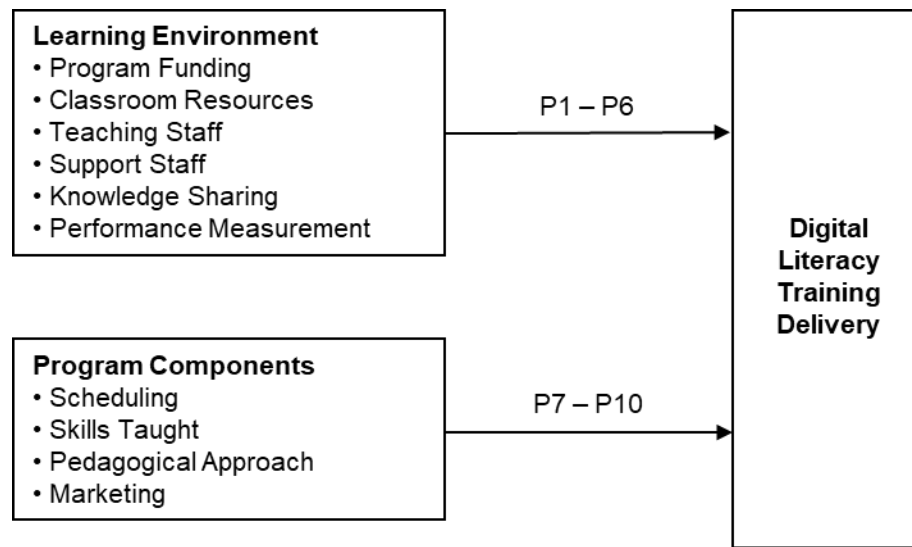 Learning Environment
• Program Funding
• Classroom Resources
• Teaching Staff
• Support Staff
• Knowledge Sharing
• Performance Measurement
P1 – P6
Digital
Literacy
Training
Delivery
Program Components
• Scheduling
• Skills Taught
• Pedagogical Approach
• Marketing
P7 – P10